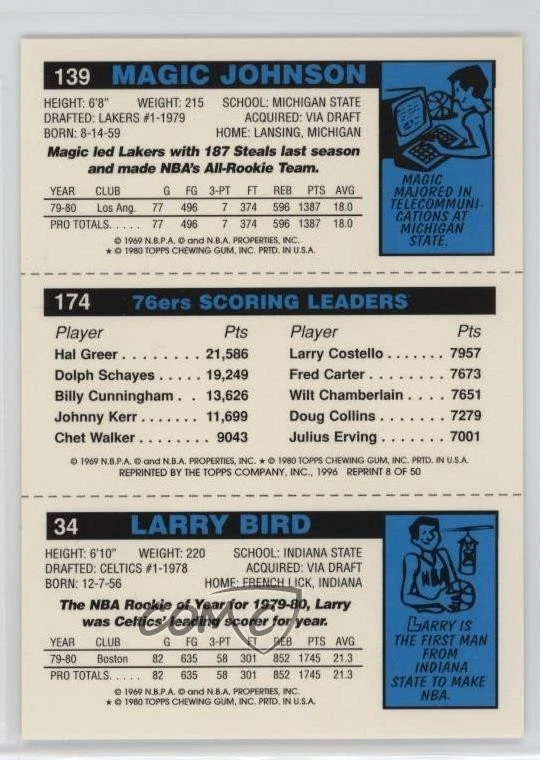 139 MAGIC JOHNSON
HEIGHT: 6'8" WEIGHT: 215 SCHOOL: MICHIGAN STATE
DRAFTED: LAKERS #1-1979 ACQUIRED: VIA DRAFT
BORN: 8-14-59 HOME: LANSING, MICHIGAN
Magic led Lakers with 187 Steals last season
and made NBA's All-Rookie Team.
YEAR CLUB G FG 3-PT FT REB PTS AVG
79-80 Los Ang. 77 496 7 374 596 1387 18.0
PRO TOTALS. . . . . 77 496 7 374 596 1387 18.0
© 1969 N.B.P.A. © and N.B.A. PROPERTIES, INC.
★ © 1980 TOPPS CHEWING GUM, INC. PRTD. IN U.S.A.
MAGIC
MAJORED IN
TELECOMMUNI-
CATIONS AT
MICHIGAN
STATE.
174 76ers SCORING LEADERS
Player Pts Player Pts
Hal Greer . . . . . . . . 21,586 Larry Costello . . . . . . . 7957
Dolph Schayes . . . . . 19,249 Fred Carter . . . . . . . . . 7673
Billy Cunningham . . 13,626 Wilt Chamberlain . . . . 7651
Johnny Kerr . . . . . . 11,699 Doug Collins . . . . . . . 7279
Chet Walker . . . . . . . 9043 Julius Erving . . . . . . . 7001
© 1969 N.B.P.A. © and N.B.A. PROPERTIES, INC. ★ © 1980 TOPPS CHEWING GUM, INC. PRTD. IN U.S.A.
REPRINTED BY THE TOPPS COMPANY, INC., 1996 REPRINT 8 OF 50
34 LARRY BIRD
HEIGHT: 6'10" WEIGHT: 220 SCHOOL: INDIANA STATE
DRAFTED: CELTICS #1-1978 ACQUIRED: VIA DRAFT
BORN: 12-7-56 HOME: FRENCH LICK, INDIANA
The NBA Rookie of Year for 1979-80, Larry
was Celtics' leading scorer for year.
YEAR CLUB G FG 3-PT FT REB PTS AVG
79-80 Boston 82 635 58 301 852 1745 21.3
PRO TOTALS. . . . . 82 635 58 301 852 1745 21.3
© 1969 N.B.P.A. © and N.B.A. PROPERTIES, INC.
★ © 1980 TOPPS CHEWING GUM, INC. PRTD. IN U.S.A.
NBA
LARRY IS
THE FIRST MAN
FROM
INDIANA
STATE TO MAKE
NBA.
COMC